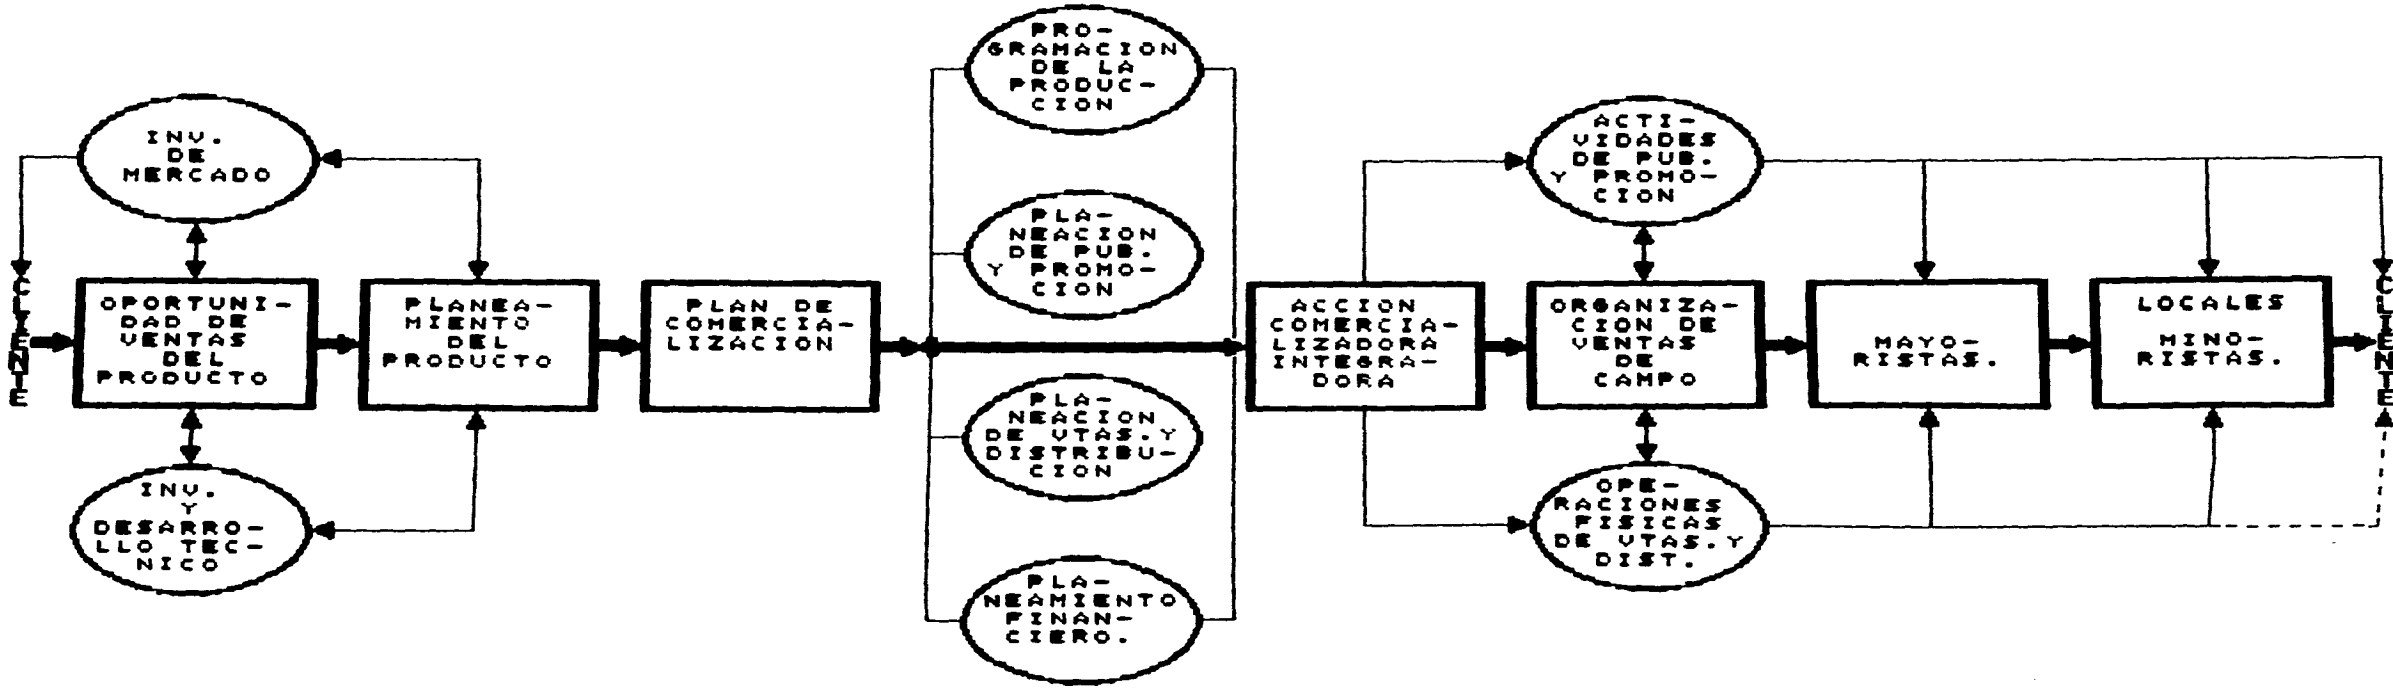 CLIENTE
INV.
DE
MERCADO
OPORTUNI-
DAD DE
VENTAS
DEL
PRODUCTO
INV.
Y
DESARRO-
LLO TEC-
NICO
PLANEA-
MIENTO
DEL
PRODUCTO
PLAN DE
COMERCIA-
LIZACION
PRO-
GRAMACION
DE LA
PRODUC-
CION
PLA-
NEACION
DE PUB.
Y PROMO-
CION
PLA-
NEACION
DE VTAS. Y
DISTRIBU-
CION
PLA-
NEAMIENTO
FINAN-
CIERO.
ACCION
COMERCIA-
LIZADORA
INTEGRA-
DORA
ACTI-
VIDADES
DE PUB.
Y PROMO-
CION
ORGANIZA-
CION DE
VENTAS
DE
CAMPO
OPE-
RACIONES
FISICAS
DE VTAS. Y
DIST.
MAYO-
RISTAS.
LOCALES
MINO-
RISTAS.
CLIENTE